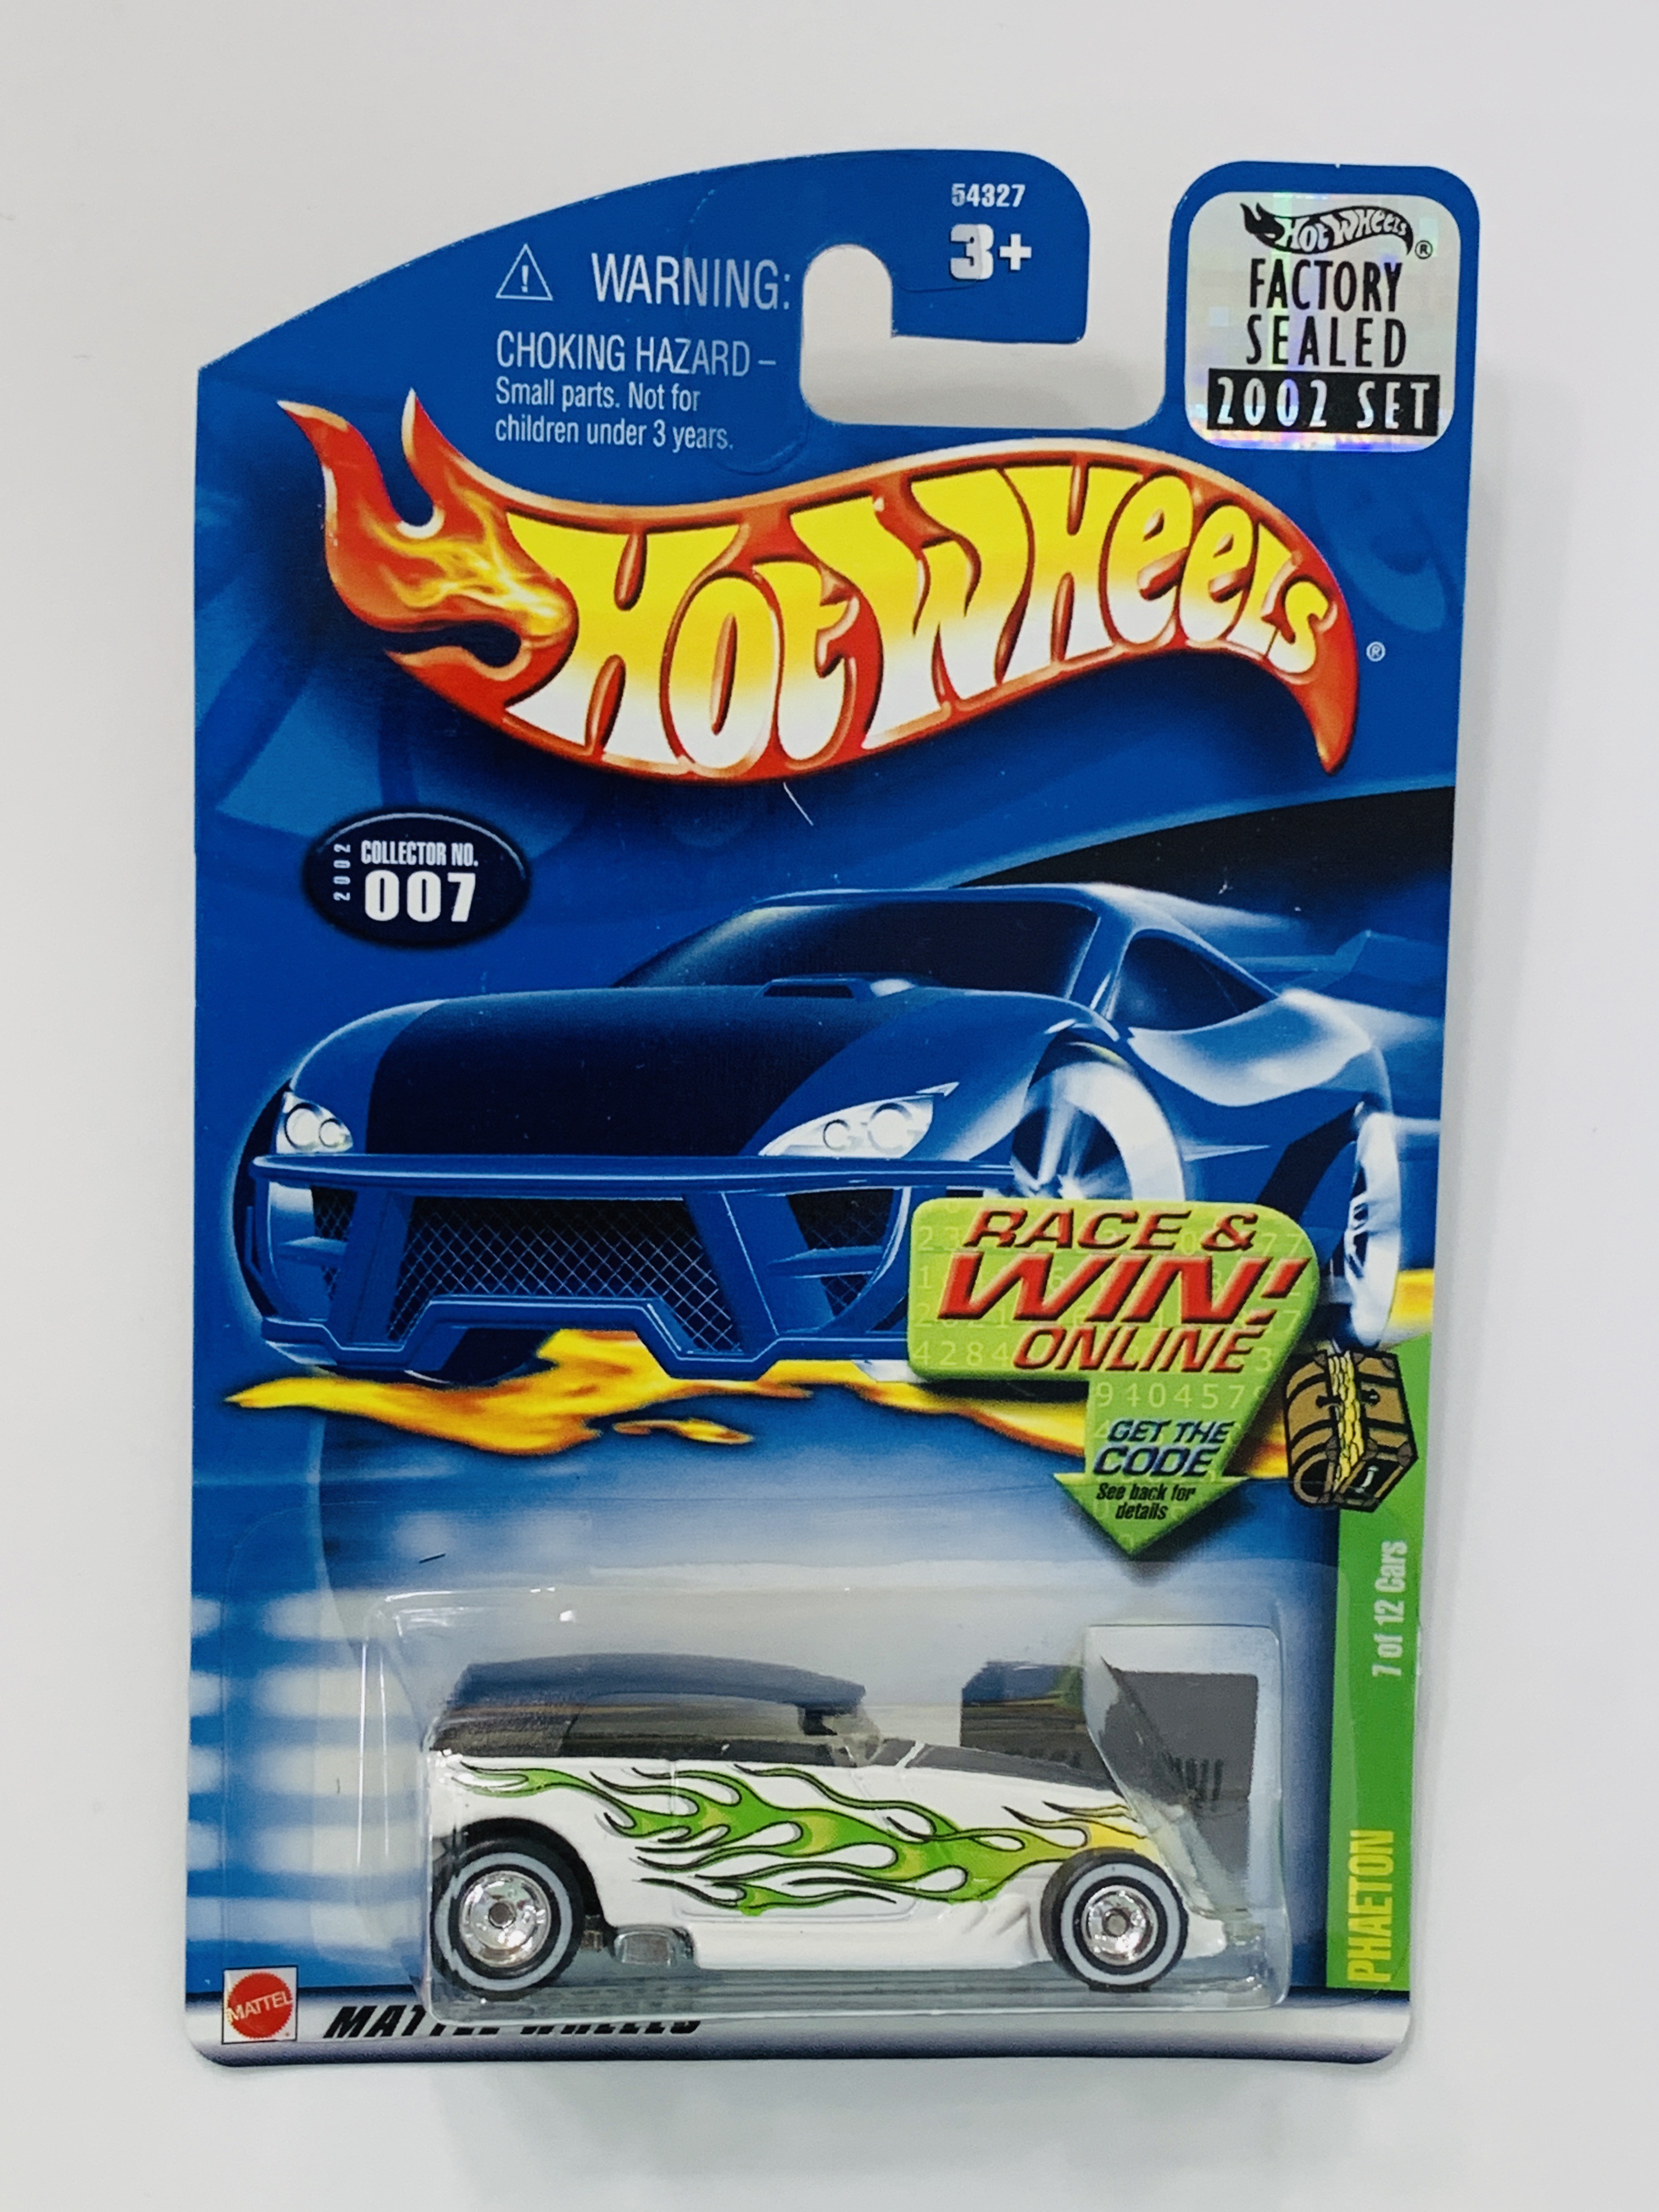 54327
3+
WARNING:
CHOKING HAZARD –
Small parts. Not for
children under 3 years.
HOT WHEELS®
FACTORY
SEALED
2002 SET
HOT WHEELS ®
2002
COLLECTOR NO.
007
RACE &
WIN!
ONLINE
GET THE
CODE
See back for
details
7 of 12 Cars
PHAETON
MATTEL
MATTEL WHEELS